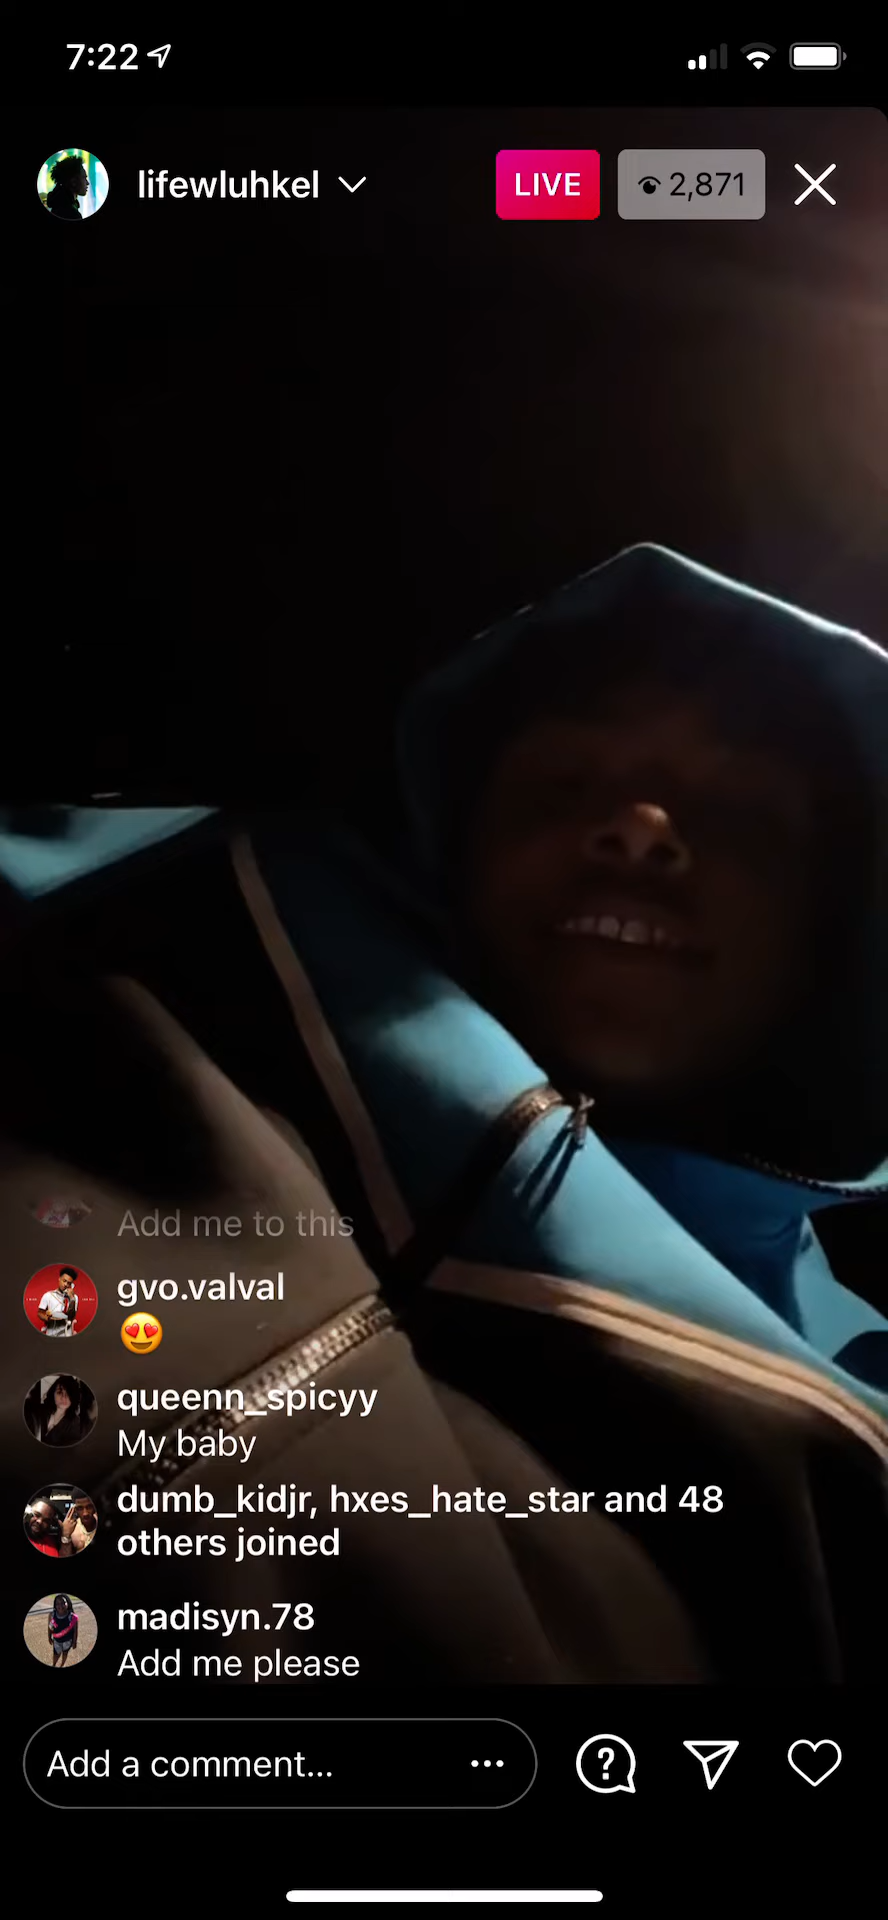 7:22
lifewluhkel
LIVE
2,871
Add me to this
gvo.valval
😍
queenn_spicyy
My baby
dumb_kidjr, hxes_hate_star and 48
others joined
madisyn.78
Add me please
Add a comment...